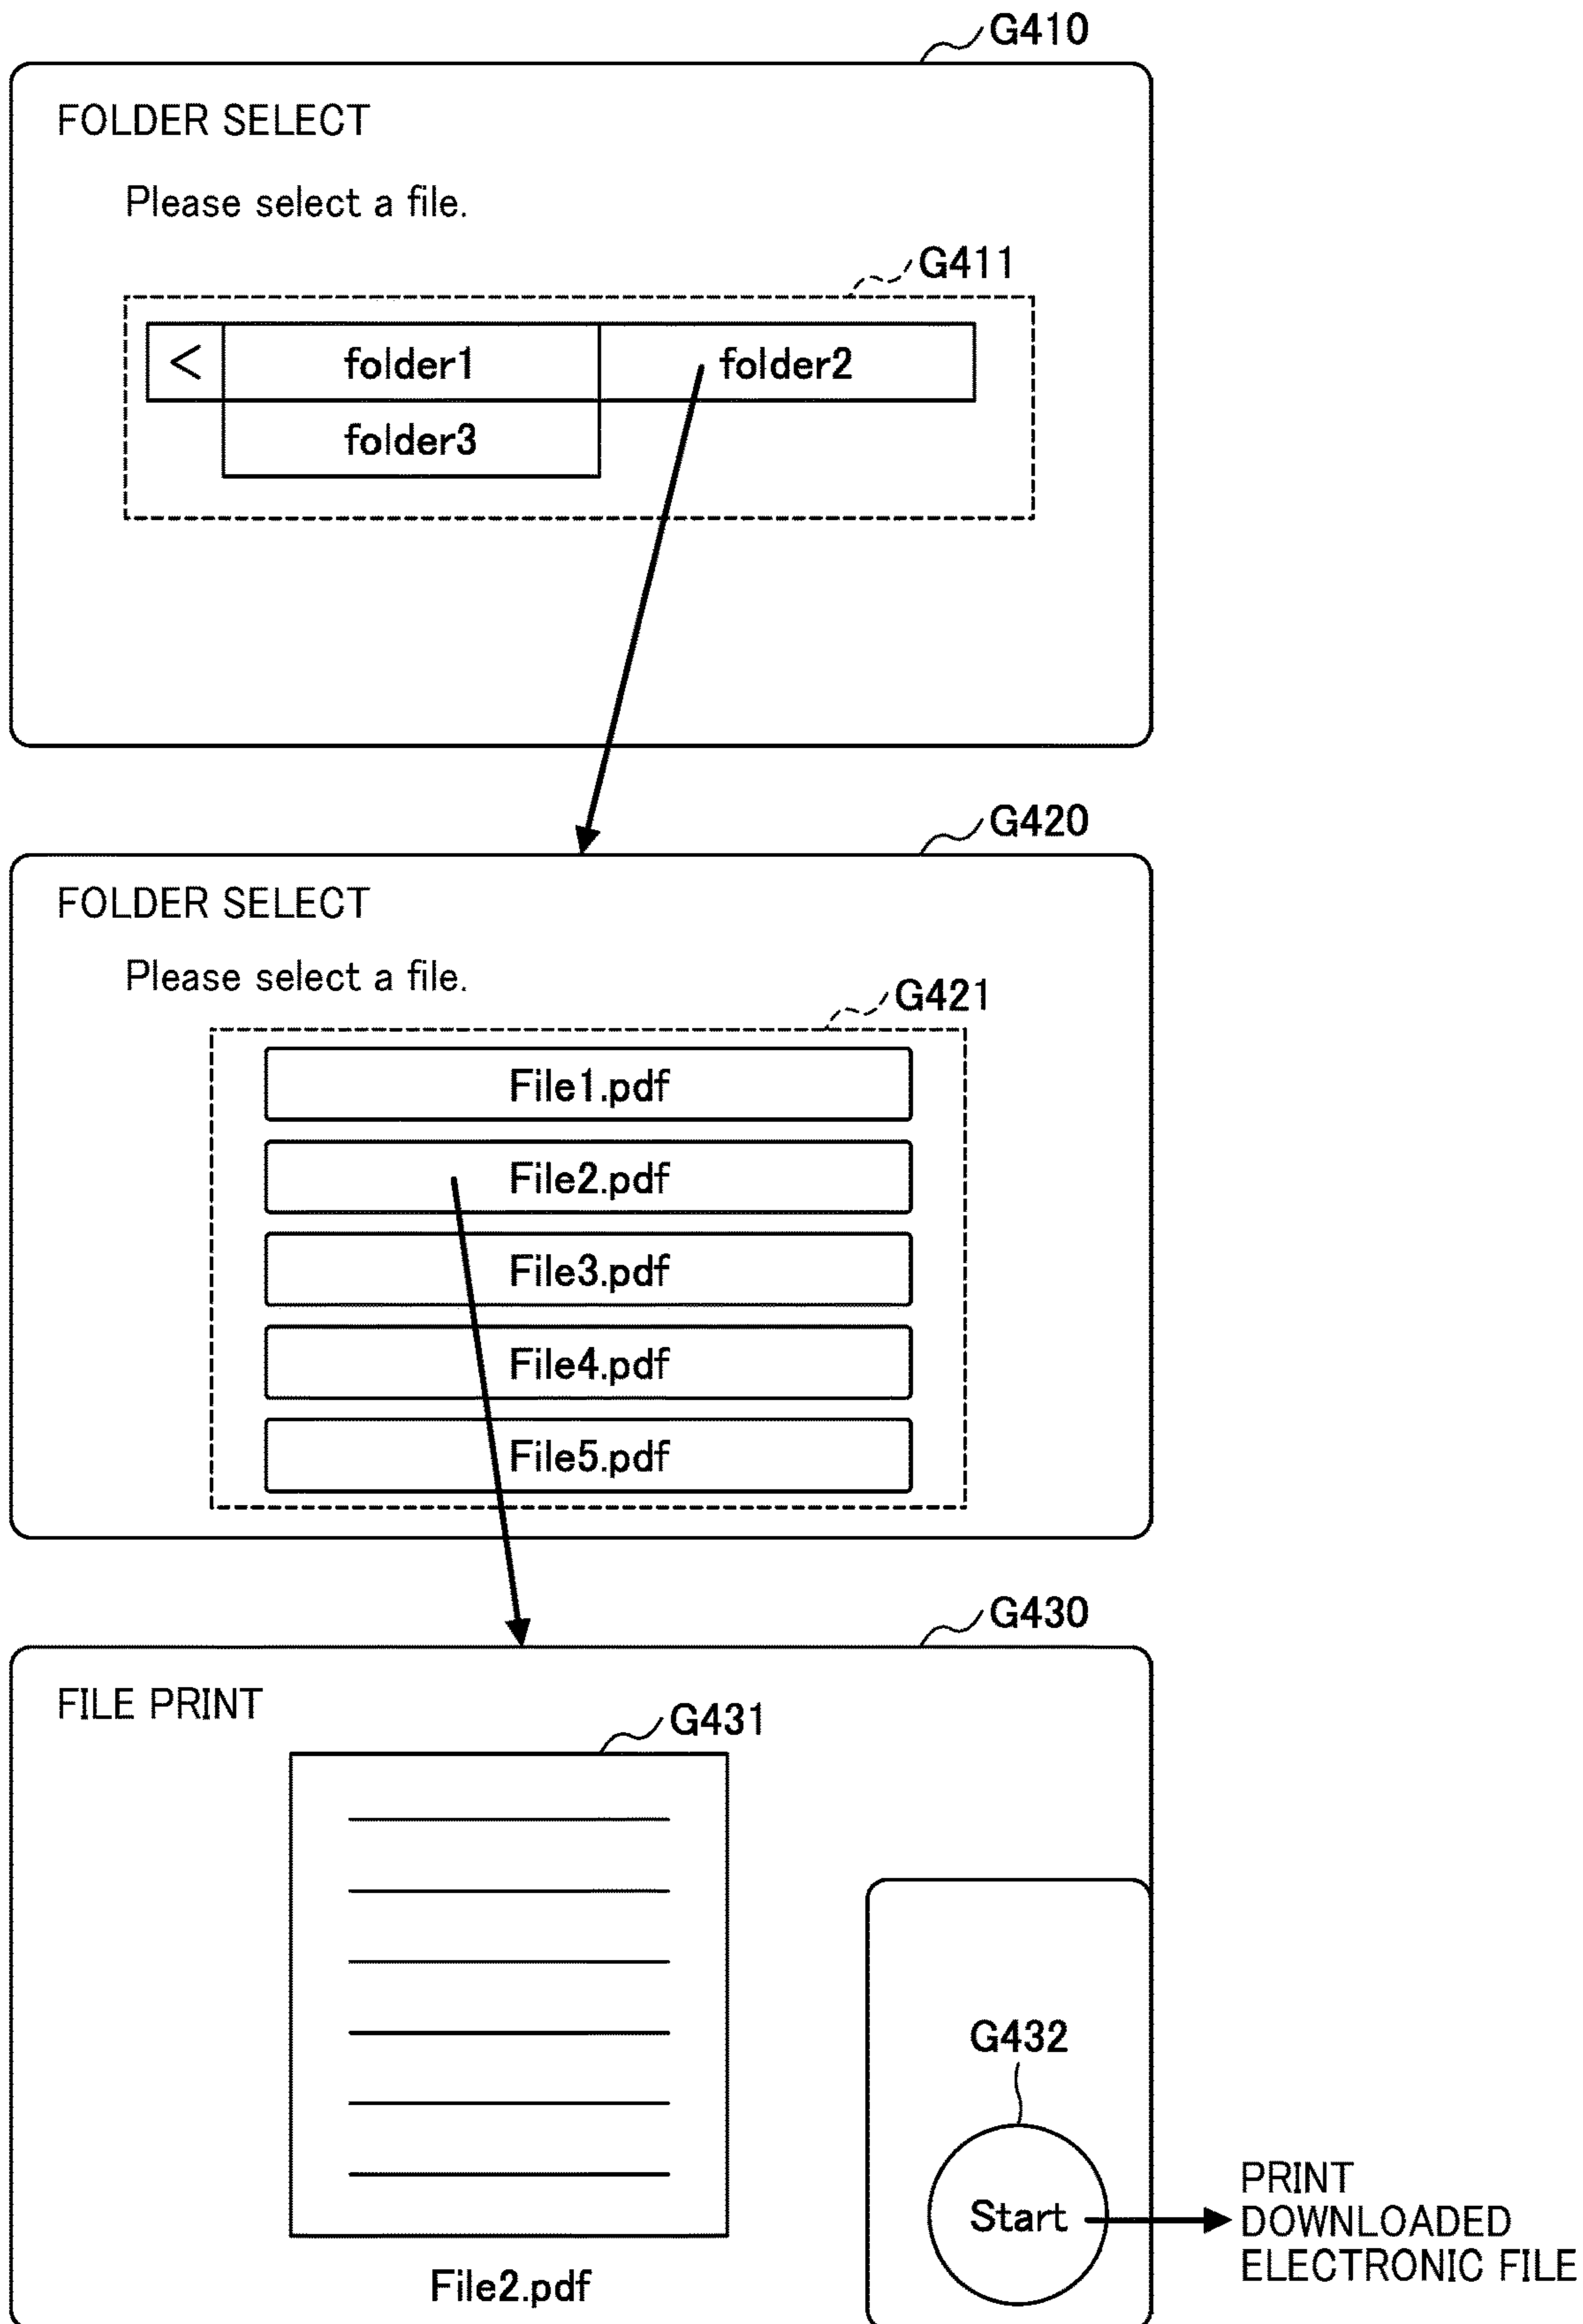 G410
FOLDER SELECT
Please select a file.
G411
< folder1 folder2
folder3
G420
FOLDER SELECT
Please select a file.
G421
File1.pdf
File2.pdf
File3.pdf
File4.pdf
File5.pdf
G430
FILE PRINT
G431
G432
Start
PRINT
DOWNLOADED
ELECTRONIC FILE
File2.pdf